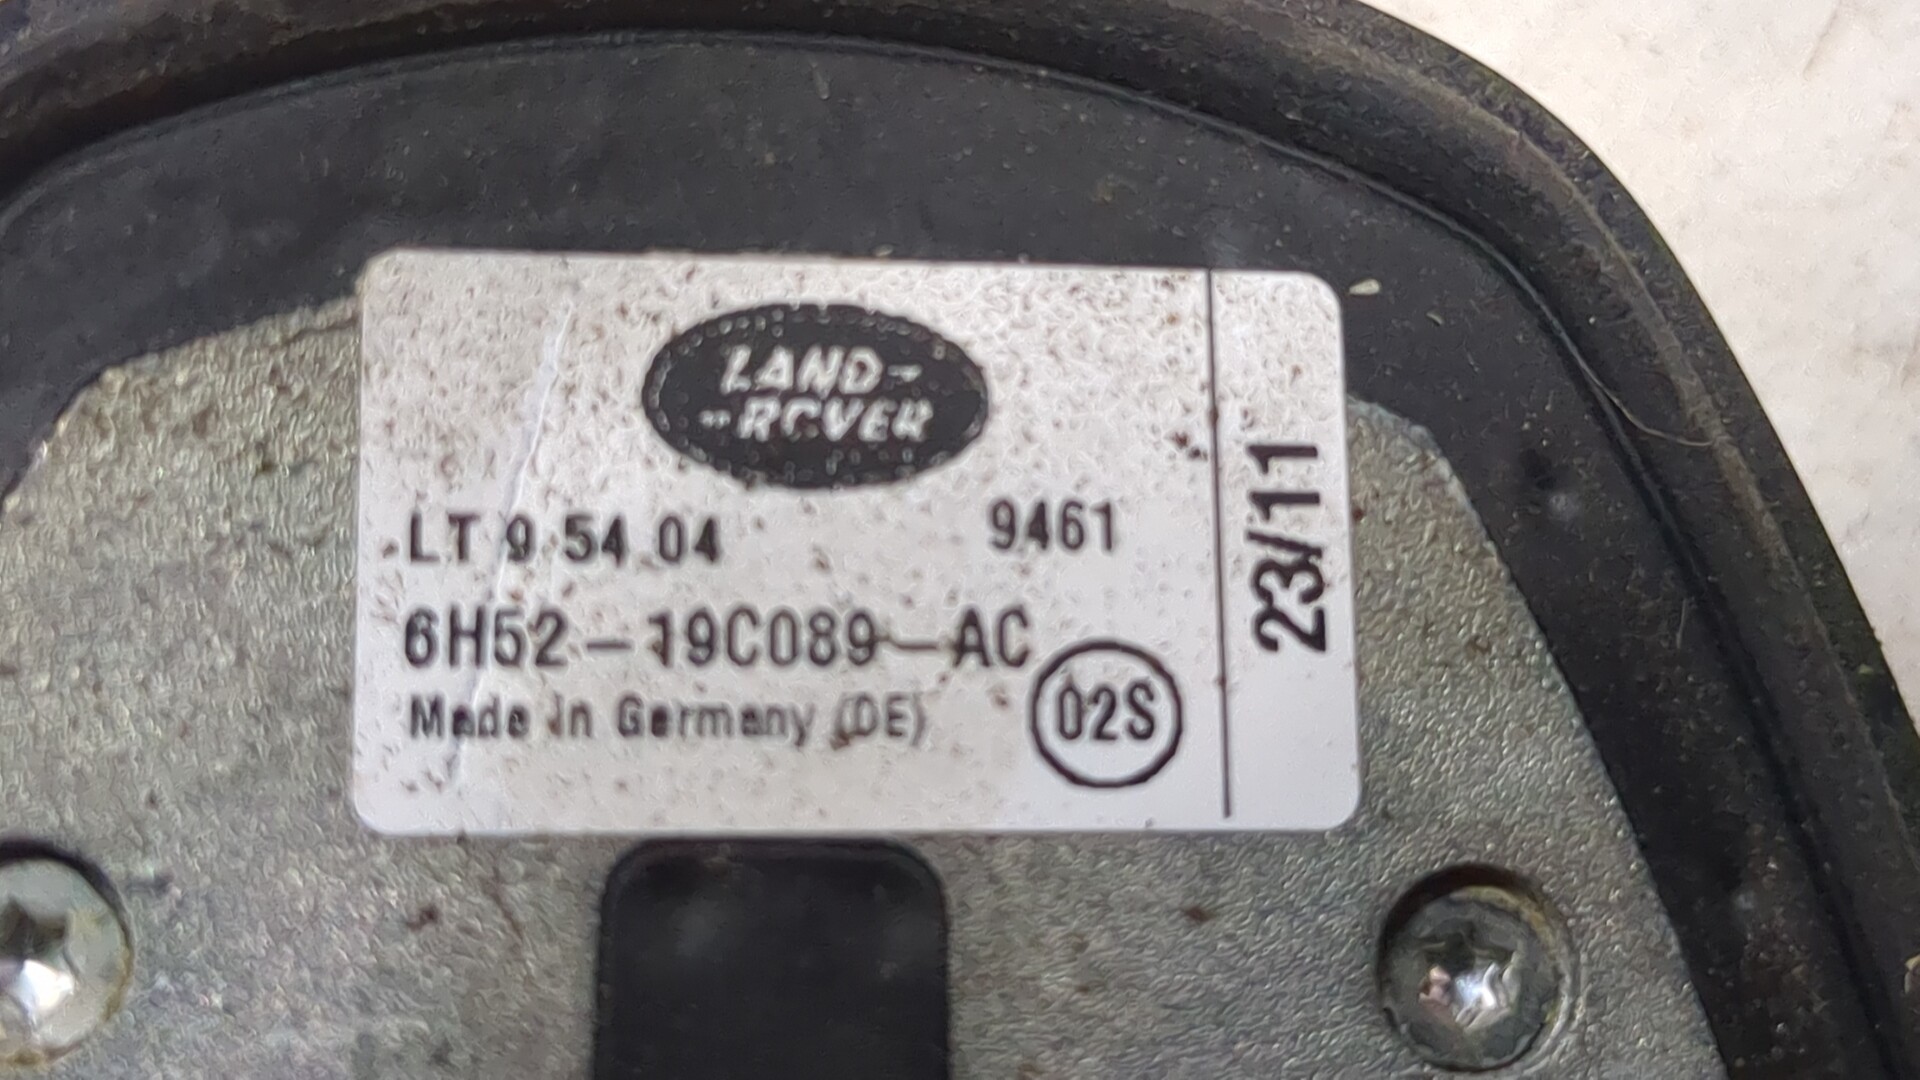 LAND-
-ROVER
LT 9 54 04 9461
6H52-19C089-AC
Made in Germany (DE)
02S
23/11